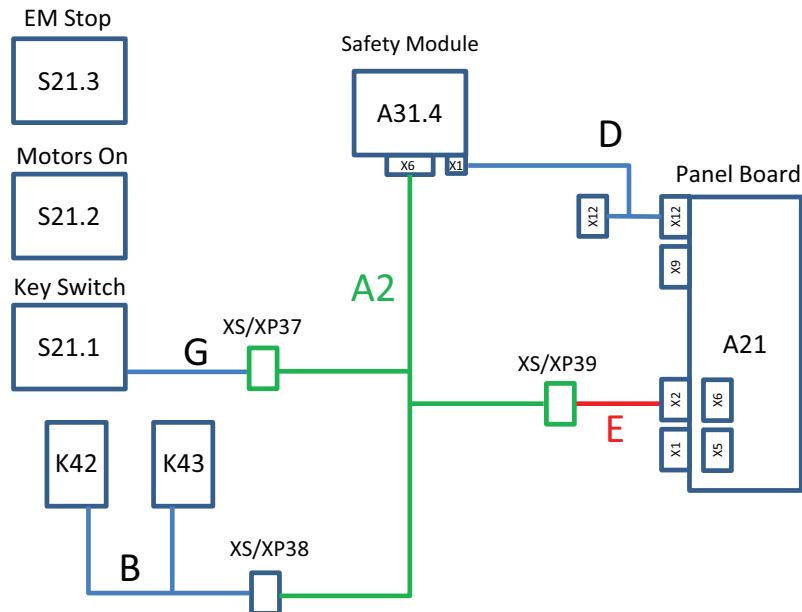 EM Stop
S21.3
Safety Module
A31.4
X6
X1
D
Motors On
S21.2
Panel Board
X12
X12
X9
A21
Key Switch
S21.1
G
XS/XP37
A2
XS/XP39
E
X2
X6
X1
X5
K42
K43
B
XS/XP38